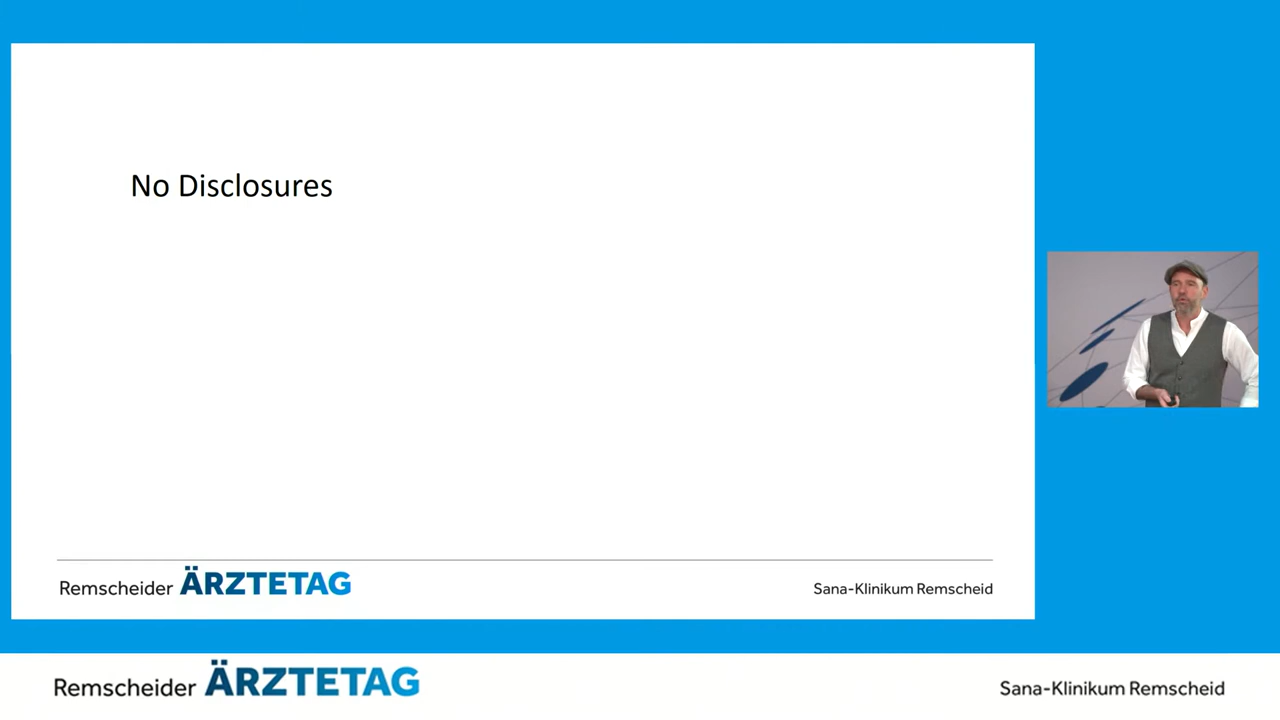 No Disclosures
Remscheider ÄRZTETAG
Sana-Klinikum Remscheid
Remscheider ÄRZTETAG
Sana-Klinikum Remscheid